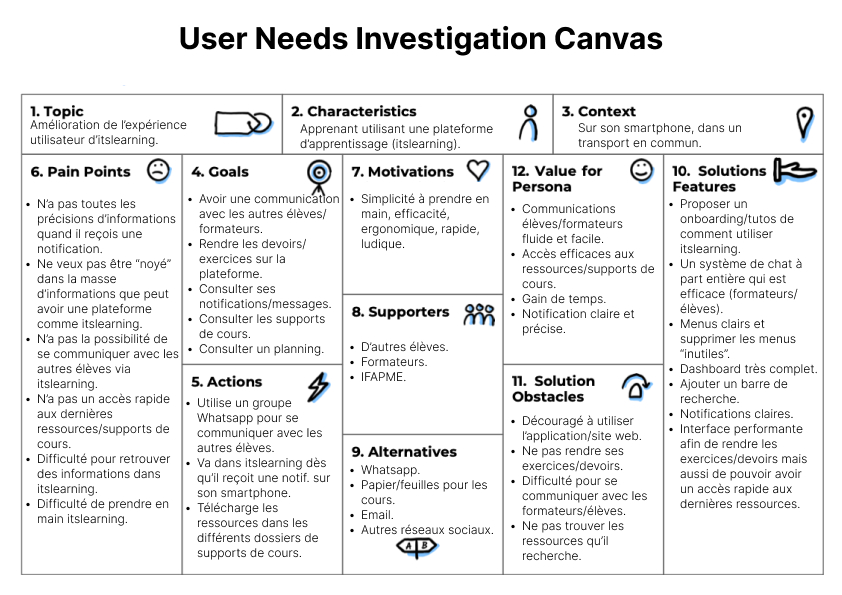 User Needs Investigation Canvas
1. Topic
Amélioration de l'expérience
utilisateur d'itslearning.
2. Characteristics
Apprenant utilisant une plateforme
d'apprentissage (itslearning).
3. Context
Sur son smartphone, dans un
transport en commun.
6. Pain Points
• N'a pas toutes les
précisions d'informations
quand il reçois une
notification.
• Ne veux pas être “noyé”
dans la masse
d'informations que peut
avoir une plateforme
comme itslearning.
• N'a pas la possibilité de
se communiquer avec les
autres élèves via
itslearning.
• N'a pas un accès rapide
aux dernières
ressources/supports de
cours.
• Difficulté pour retrouver
des informations dans
itslearning.
• Difficulté de prendre en
main itslearning.
4. Goals
• Avoir une communication
avec les autres élèves/
formateurs.
• Rendre les devoirs/
exercices sur la
plateforme.
• Consulter ses
notifications/messages.
• Consulter les supports
de cours.
• Consulter un planning.
5. Actions
• Utilise un groupe
Whatsapp pour se
communiquer avec les
autres élèves.
• Va dans itslearning dès
qu'il reçoit une notif. sur
son smartphone.
• Télécharge les
ressources dans les
différents dossiers de
supports de cours.
7. Motivations
• Simplicité à prendre en
main, efficacité,
ergonomique, rapide,
ludique.
8. Supporters
• D'autres élèves.
• Formateurs.
• IFAPME.
9. Alternatives
• Whatsapp.
• Papier/feuilles pour les
cours.
• Email.
• Autres réseaux sociaux.
A B
12. Value for
Persona
• Communications
élèves/formateurs
fluide et facile.
• Accès efficaces aux
ressources/supports de
cours.
• Gain de temps.
• Notification claire et
précise.
11. Solution
Obstacles
• Découragé à utiliser
l'application/site web.
• Ne pas rendre ses
exercices/devoirs.
• Difficulté pour se
communiquer avec les
formateurs/élèves.
• Ne pas trouver les
ressources qu'il
recherche.
10. Solutions
Features
• Proposer un
onboarding/tutos de
comment utiliser
itslearning.
• Un système de chat à
part entière qui est
efficace (formateurs/
élèves).
• Menus clairs et
supprimer les menus
“inutiles”.
• Dashboard très complet.
• Ajouter un barre de
recherche.
• Notifications claires.
• Interface performante
afin de rendre les
exercices/devoirs mais
aussi de pouvoir avoir
un accès rapide aux
dernières ressources.